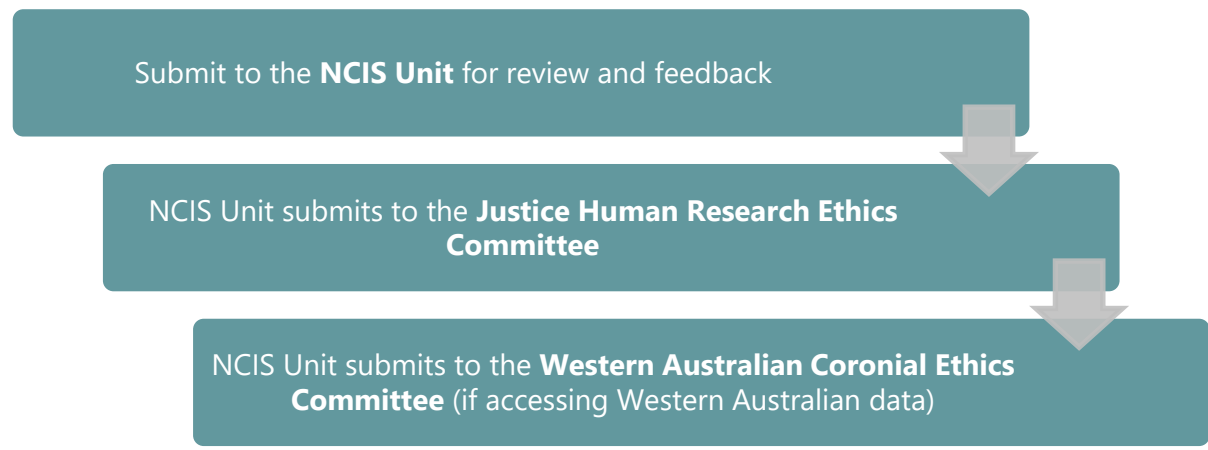 Submit to the NCIS Unit for review and feedback
NCIS Unit submits to the Justice Human Research Ethics
Committee
NCIS Unit submits to the Western Australian Coronial Ethics
Committee (if accessing Western Australian data)